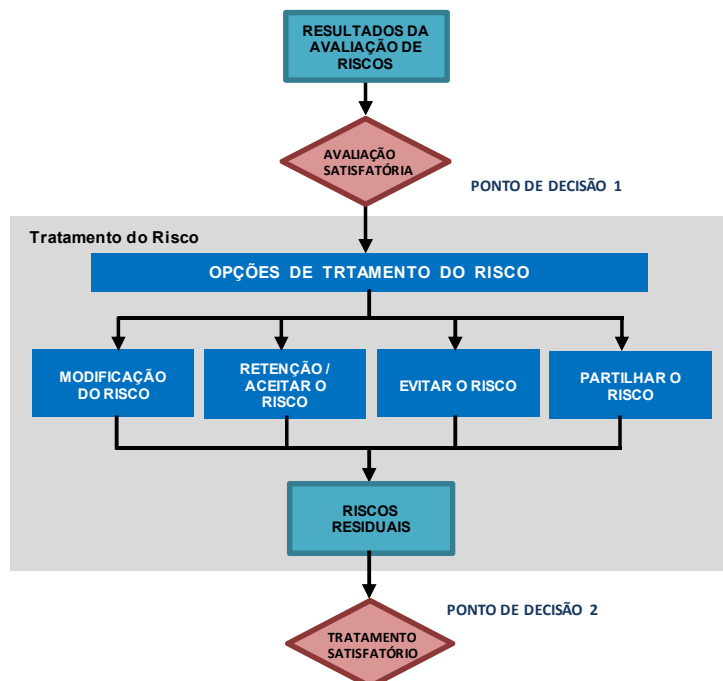 RESULTADOS DA
AVALIAÇÃO DE
RISCOS
AVALIAÇÃO
SATISFATÓRIA
PONTO DE DECISÃO 1
Tratamento do Risco
OPÇÕES DE TRTAMENTO DO RISCO
MODIFICAÇÃO
DO RISCO
RETENÇÃO /
ACEITAR O
RISCO
EVITAR O RISCO
PARTILHAR O
RISCO
RISCOS
RESIDUAIS
PONTO DE DECISÃO 2
TRATAMENTO
SATISFATÓRIO